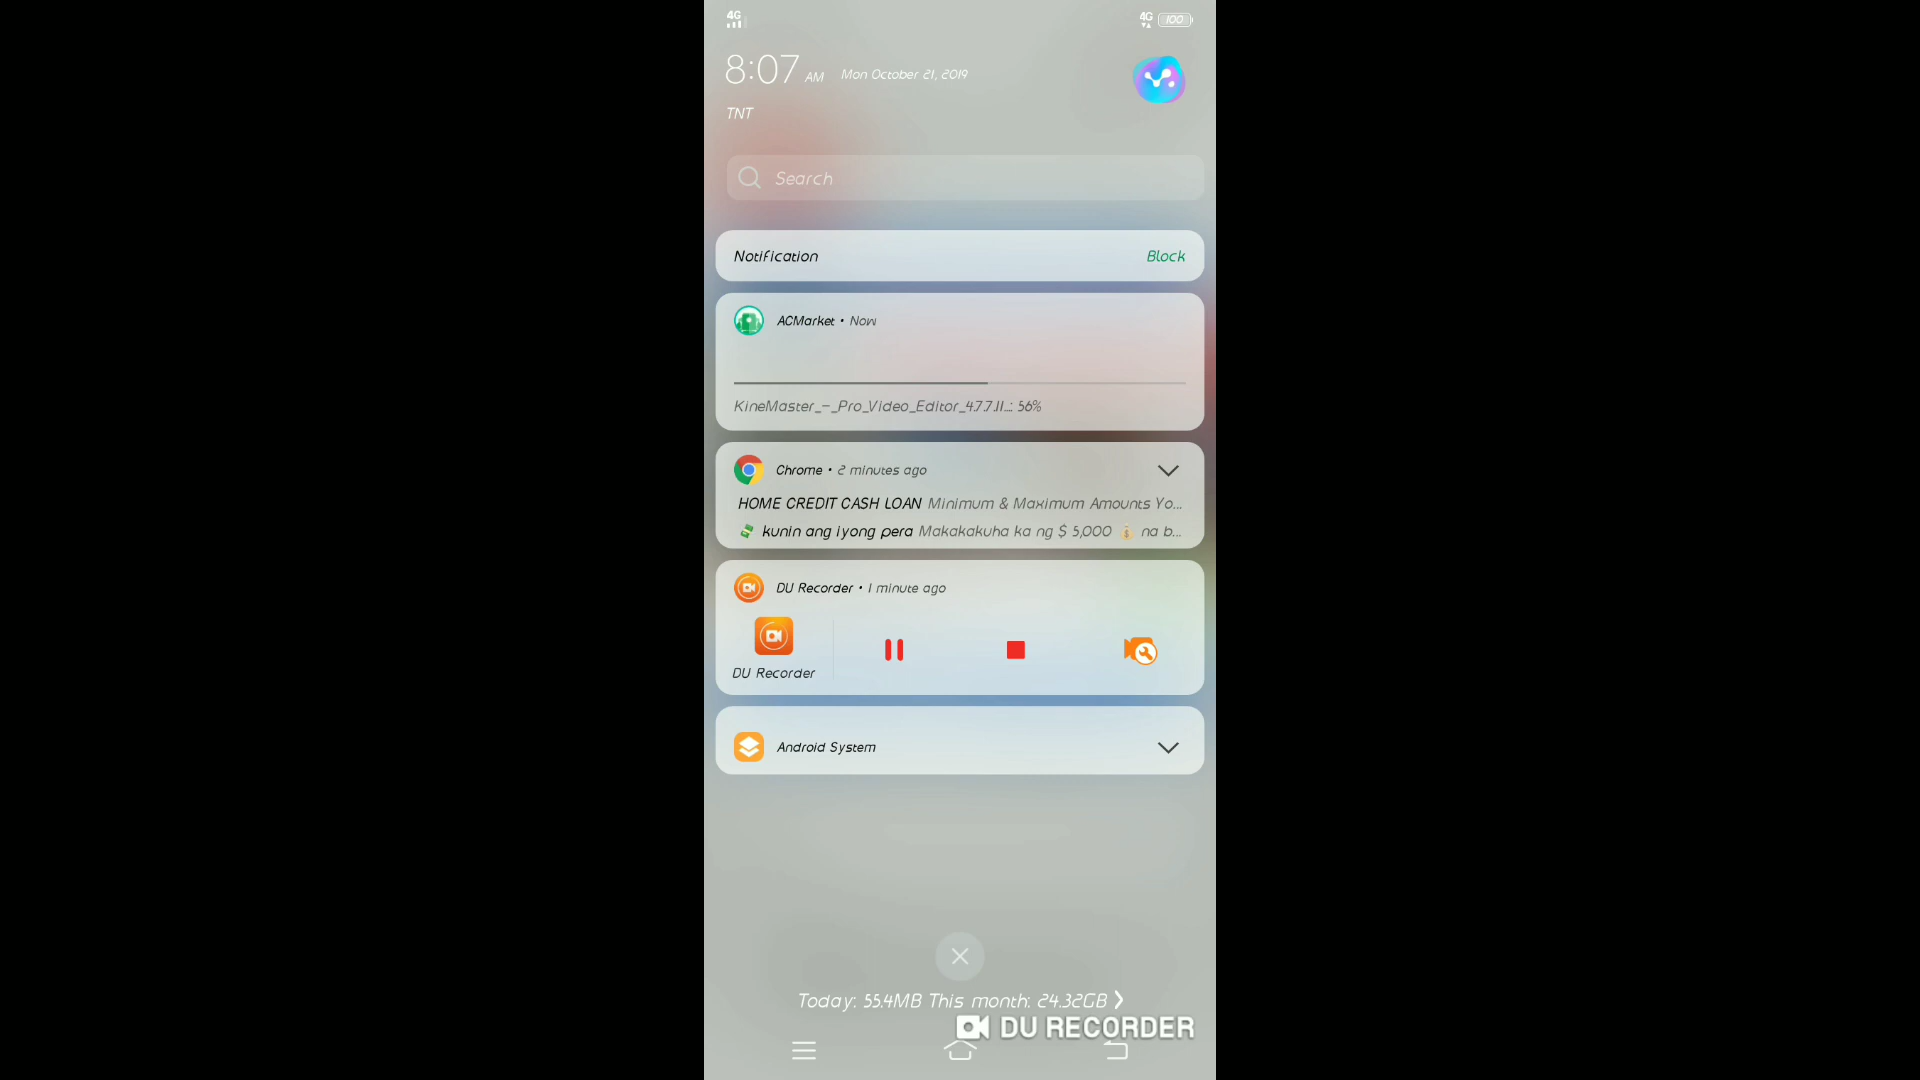 4G
4G 100
8:07 AM Mon October 21, 2019
TNT
Search
Notification Block
ACMarket • Now
KineMaster_-_Pro_Video_Editor_4.7.7.11...: 56%
Chrome • 2 minutes ago
HOME CREDIT CASH LOAN Minimum & Maximum Amounts Yo...
kunin ang iyong pera Makakakuha ka ng $ 5,000 na b...
DU Recorder • 1 minute ago
DU Recorder
Android System
Today: 55.4MB This month: 24.32GB
DU RECORDER